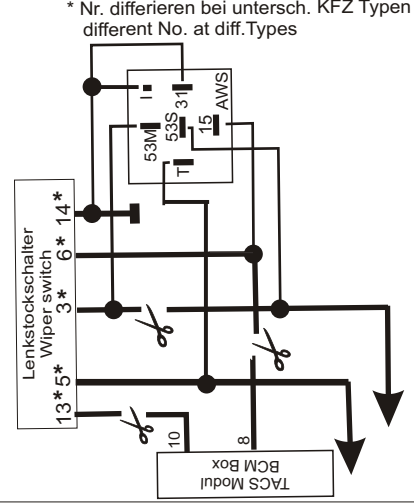 * Nr. differieren bei untersch. KFZ Typen
different No. at diff.Types
I
31
AWS
53M
53S
15
T
Lenkstockschalter
Wiper switch
14*
6*
3*
5*
13*
10
8
TACS Modul
BCM Box